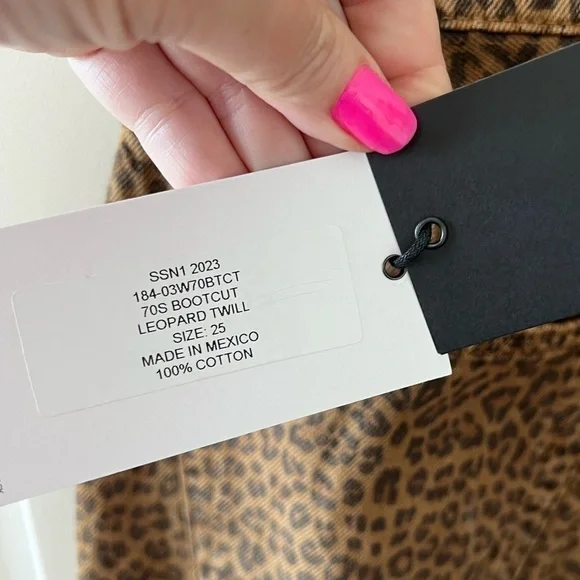 SSN1 2023
184-03W70BTCT
70S BOOTCUT
LEOPARD TWILL
SIZE: 25
MADE IN MEXICO
100% COTTON